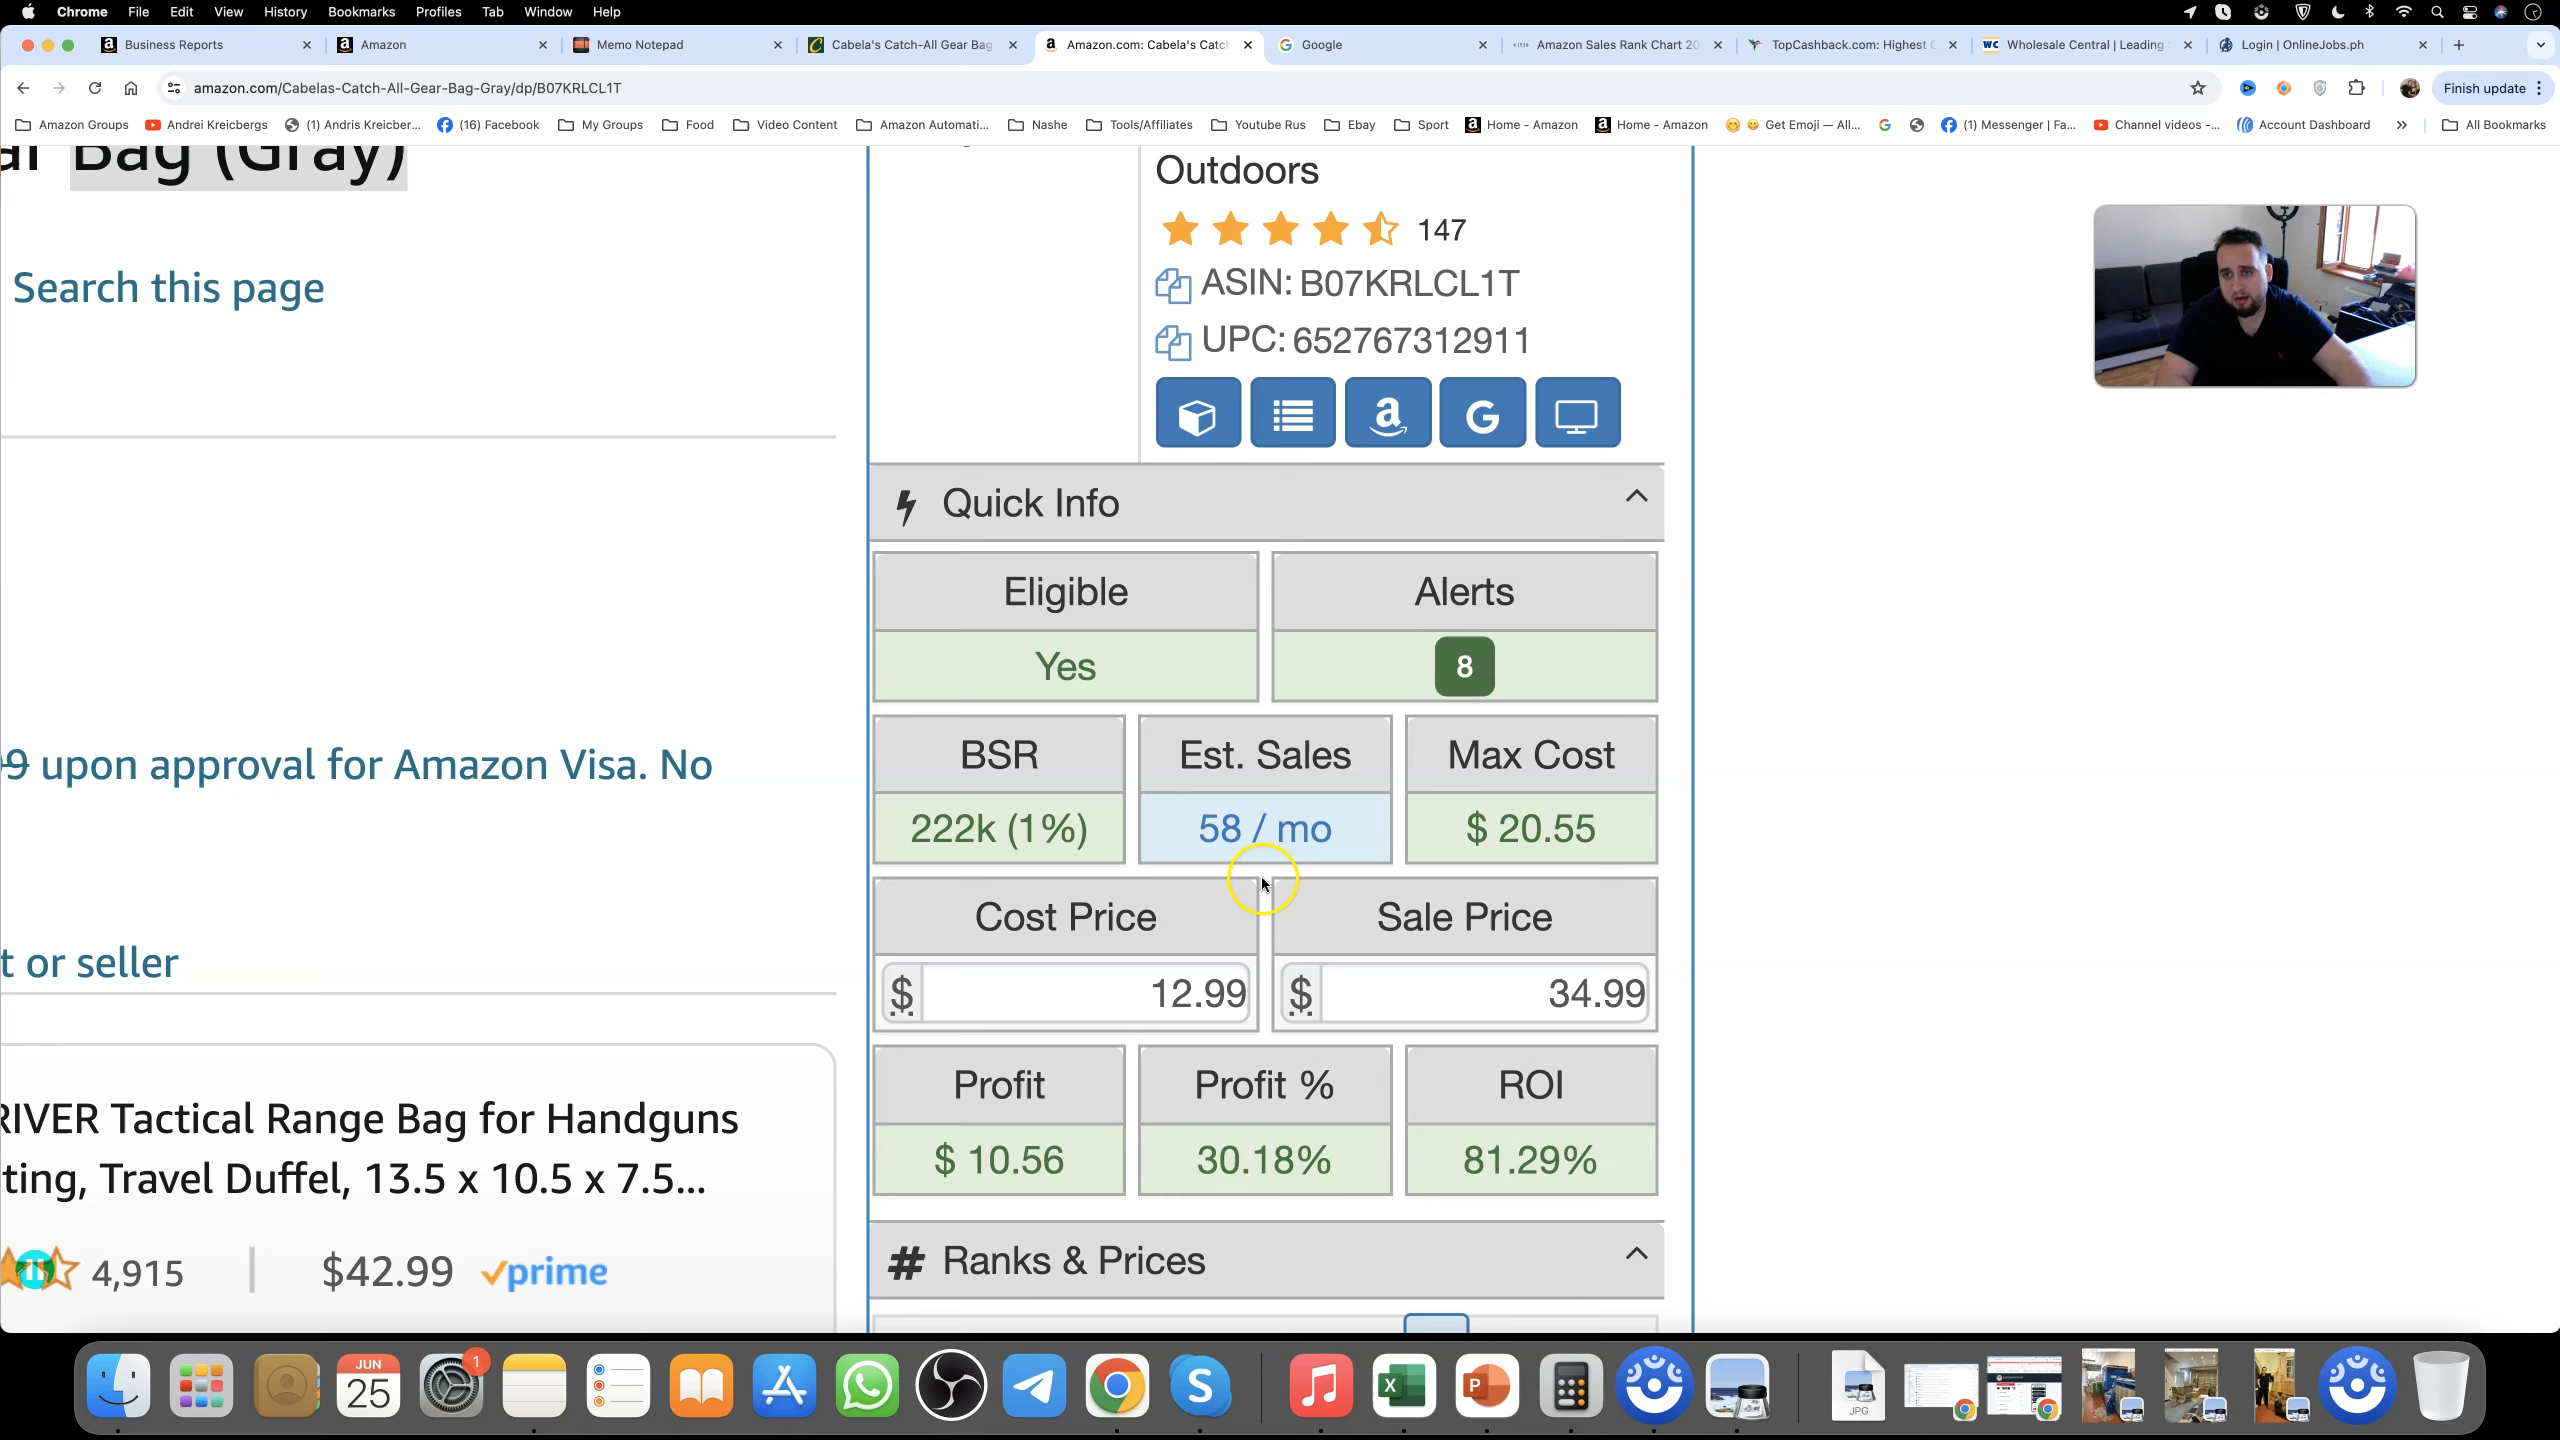 Chrome File Edit View History Bookmarks Profiles Tab Window Help
Business Reports
Amazon
Memo Notepad
Cabela's Catch-All Gear Bag
Amazon.com: Cabela's Catc
Google
Amazon Sales Rank Chart 20
TopCashback.com: Highest C
WC Wholesale Central | Leading
Login | OnlineJobs.ph
amazon.com/Cabelas-Catch-All-Gear-Bag-Gray/dp/B07KRLCL1T
Finish update
Amazon Groups
Andrei Kreicbergs
(1) Andris Kreicber...
(16) Facebook
My Groups
Food
Video Content
Amazon Automati...
Nashe
Tools/Affiliates
Youtube Rus
Ebay
Sport
Home - Amazon
Home - Amazon
Get Emoji — All...
(1) Messenger | Fa...
Channel videos -...
Account Dashboard
All Bookmarks
ar Bag (Gray)
Search this page
99 upon approval for Amazon Visa. No
t or seller
RIVER Tactical Range Bag for Handguns
ting, Travel Duffel, 13.5 x 10.5 x 7.5...
4,915 | $42.99 prime
Outdoors
147
ASIN: B07KRLCL1T
UPC: 652767312911
Quick Info
Eligible Alerts
Yes 8
BSR Est. Sales Max Cost
222k (1%) 58 / mo $ 20.55
Cost Price Sale Price
$ 12.99 $ 34.99
Profit Profit % ROI
$ 10.56 30.18% 81.29%
# Ranks & Prices
JUN
25
1
JPG